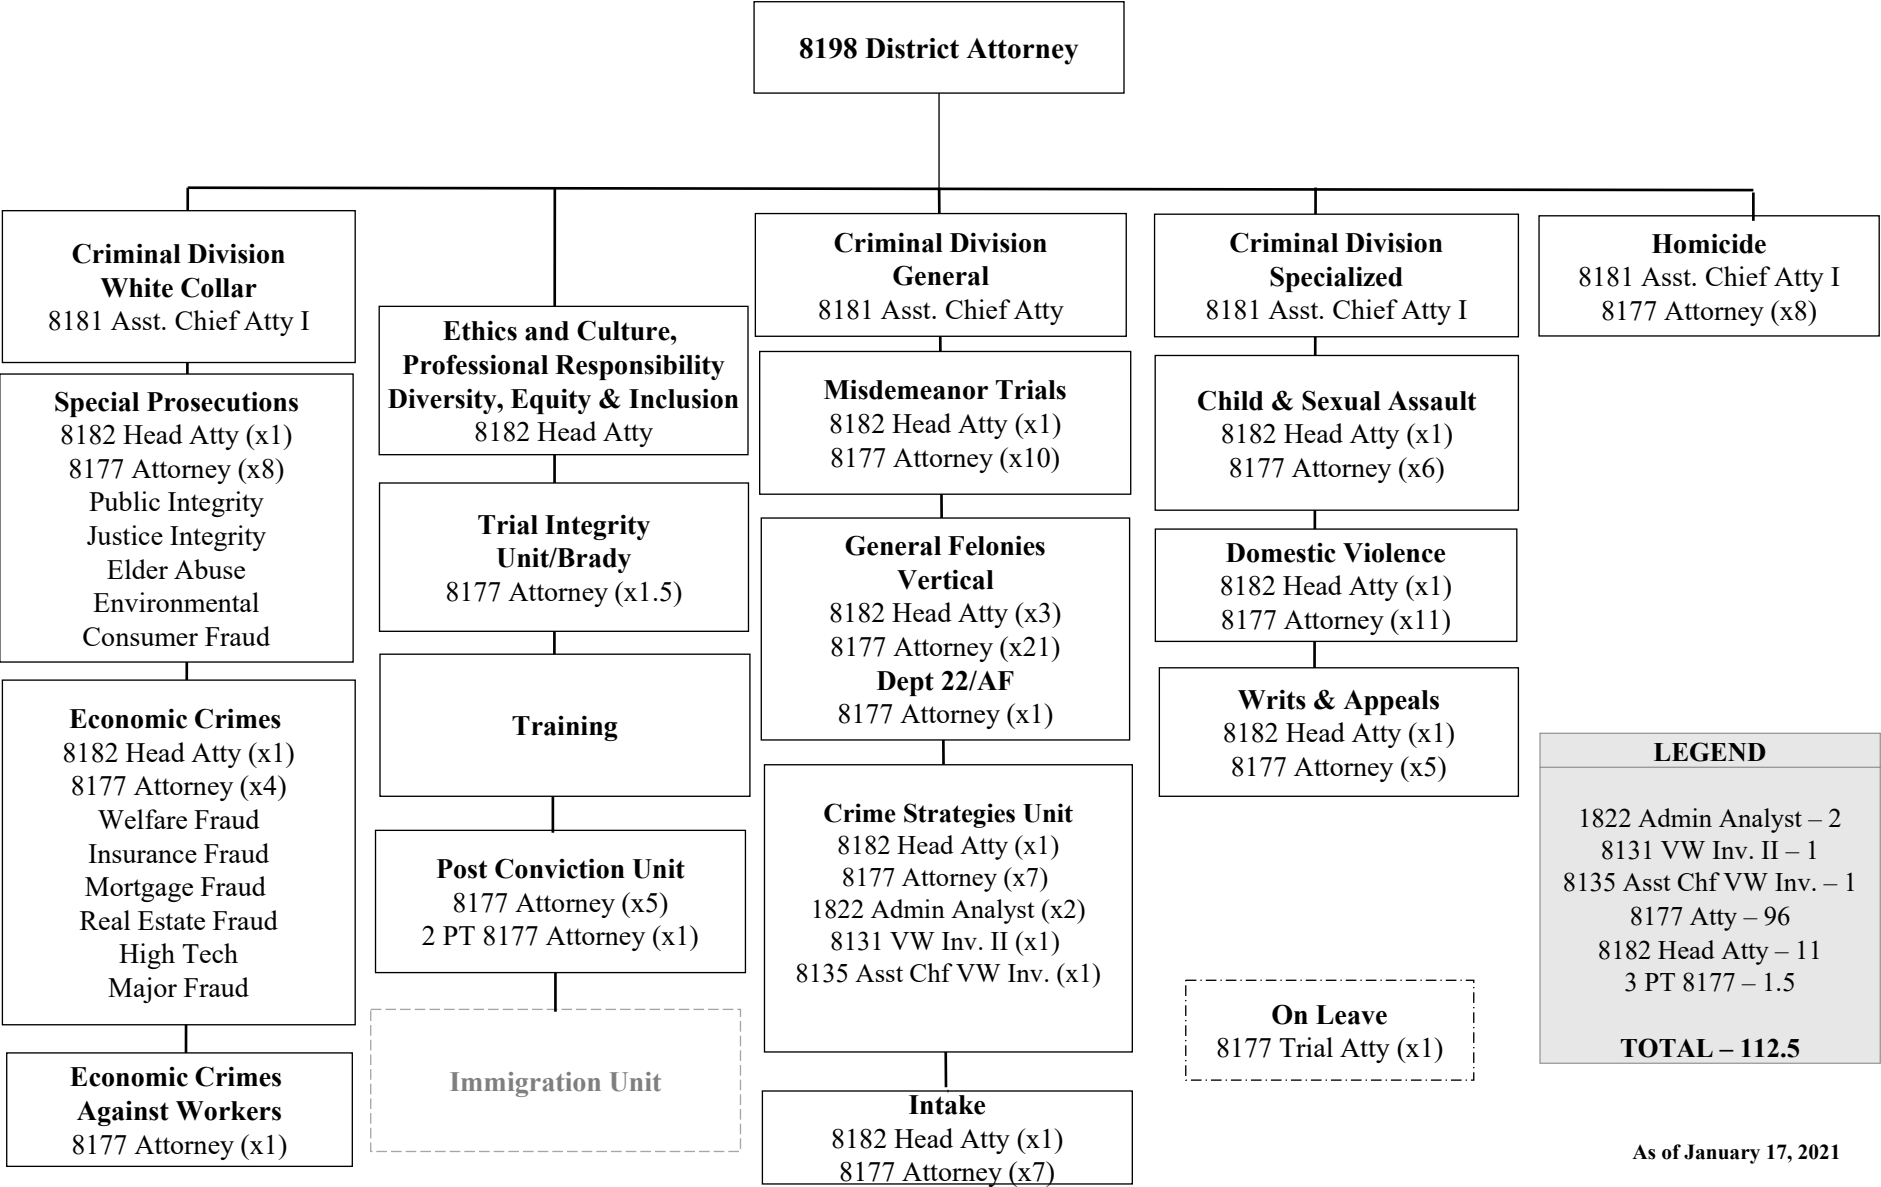 8198 District Attorney
Criminal Division
White Collar
8181 Asst. Chief Atty I
Special Prosecutions
8182 Head Atty (x1)
8177 Attorney (x8)
Public Integrity
Justice Integrity
Elder Abuse
Environmental
Consumer Fraud
Economic Crimes
8182 Head Atty (x1)
8177 Attorney (x4)
Welfare Fraud
Insurance Fraud
Mortgage Fraud
Real Estate Fraud
High Tech
Major Fraud
Economic Crimes
Against Workers
8177 Attorney (x1)
Ethics and Culture,
Professional Responsibility
Diversity, Equity & Inclusion
8182 Head Atty
Trial Integrity
Unit/Brady
8177 Attorney (x1.5)
Training
Post Conviction Unit
8177 Attorney (x5)
2 PT 8177 Attorney (x1)
Immigration Unit
Criminal Division
General
8181 Asst. Chief Atty
Misdemeanor Trials
8182 Head Atty (x1)
8177 Attorney (x10)
General Felonies
Vertical
8182 Head Atty (x3)
8177 Attorney (x21)
Dept 22/AF
8177 Attorney (x1)
Crime Strategies Unit
8182 Head Atty (x1)
8177 Attorney (x7)
1822 Admin Analyst (x2)
8131 VW Inv. II (x1)
8135 Asst Chf VW Inv. (x1)
Intake
8182 Head Atty (x1)
8177 Attorney (x7)
Criminal Division
Specialized
8181 Asst. Chief Atty I
Child & Sexual Assault
8182 Head Atty (x1)
8177 Attorney (x6)
Domestic Violence
8182 Head Atty (x1)
8177 Attorney (x11)
Writs & Appeals
8182 Head Atty (x1)
8177 Attorney (x5)
On Leave
8177 Trial Atty (x1)
Homicide
8181 Asst. Chief Atty I
8177 Attorney (x8)
LEGEND
1822 Admin Analyst – 2
8131 VW Inv. II – 1
8135 Asst Chf VW Inv. – 1
8177 Atty – 96
8182 Head Atty – 11
3 PT 8177 – 1.5
TOTAL – 112.5
As of January 17, 2021